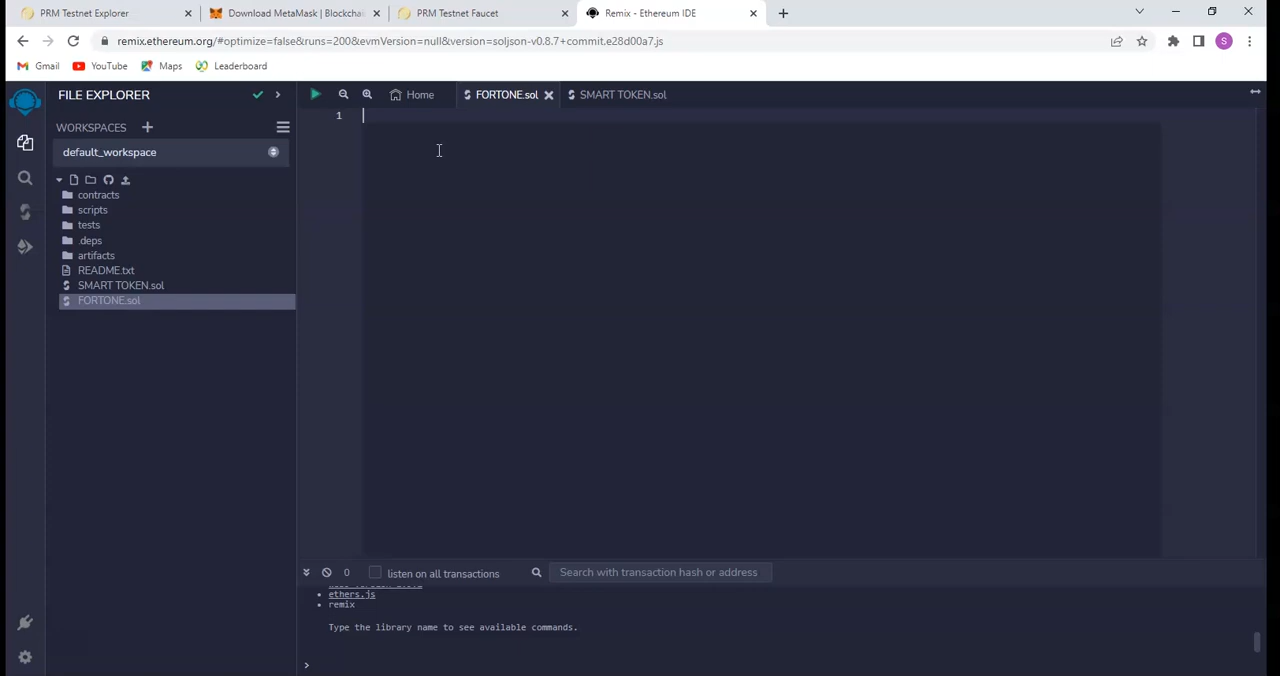 PRM Testnet Explorer
Download MetaMask | Blockchai
PRM Testnet Faucet
Remix - Ethereum IDE
remix.ethereum.org/#optimize=false&runs=200&evmVersion=null&version=soljson-v0.8.7+commit.e28d00a7.js
S
Gmail
YouTube
Maps
Leaderboard
FILE EXPLORER
Home
FORTONE.sol
SMART TOKEN.sol
WORKSPACES
1
default_workspace
contracts
scripts
tests
.deps
artifacts
README.txt
SMART TOKEN.sol
FORTONE.sol
0
listen on all transactions
Search with transaction hash or address
• ethers.js
• remix
Type the library name to see available commands.
>